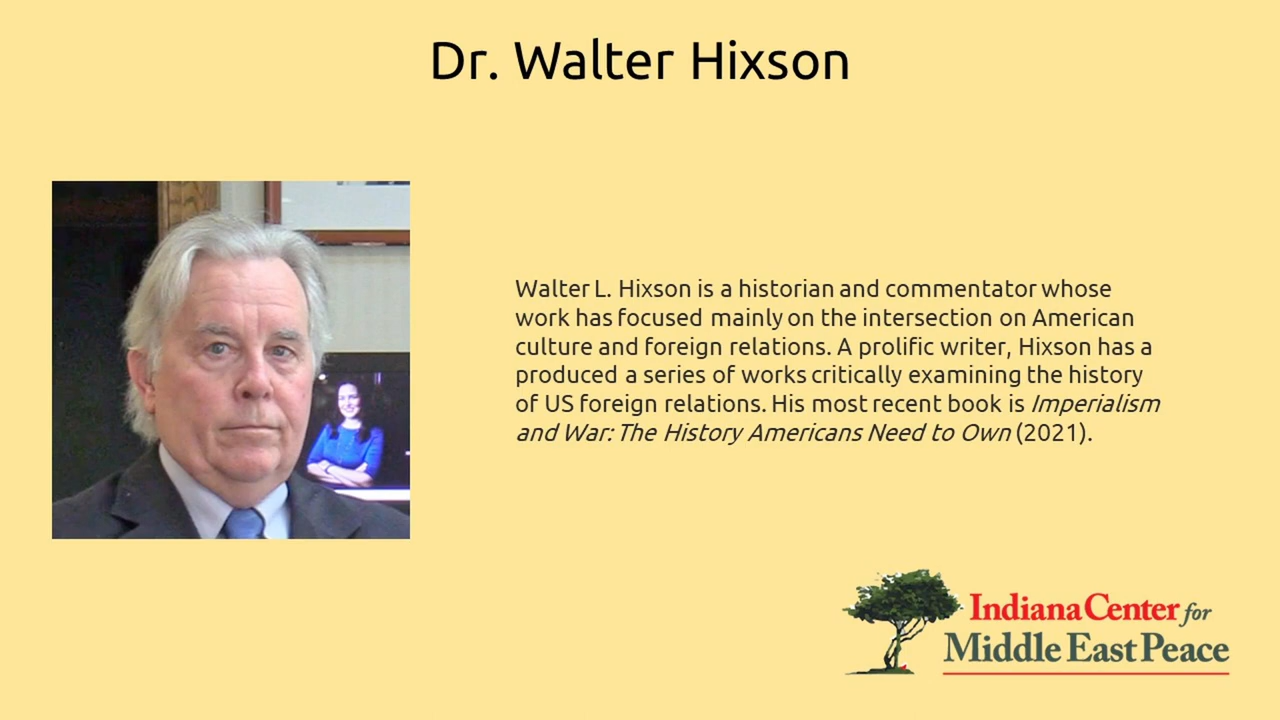 Dr. Walter Hixson
Walter L. Hixson is a historian and commentator whose
work has focused mainly on the intersection on American
culture and foreign relations. A prolific writer, Hixson has a
produced a series of works critically examining the history
of US foreign relations. His most recent book is Imperialism
and War: The History Americans Need to Own (2021).
Indiana Center for
Middle East Peace